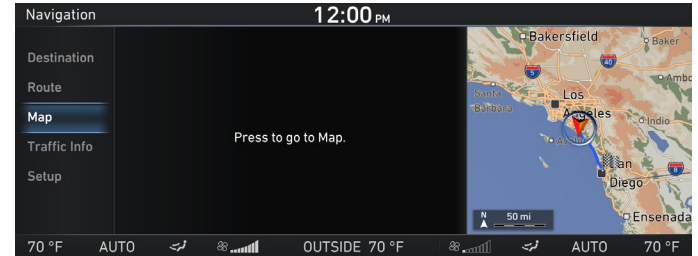 Navigation
12:00 PM
Destination
Route
Map
Traffic Info
Setup
Press to go to Map.
Bakersfield
Baker
40
5
Santa
Barbara
Los
Angeles
Indio
San
Diego
8
Ensenada
N
50 mi
70 °F
AUTO
OUTSIDE 70 °F
AUTO
70 °F